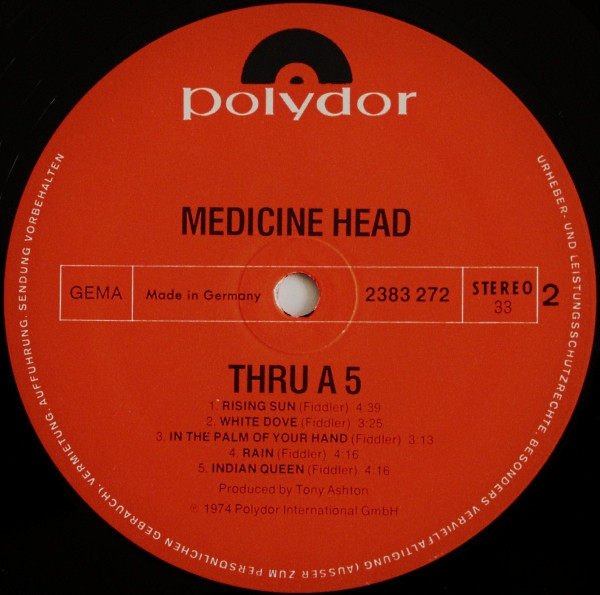 polydor
MEDICINE HEAD
GEMA
Made in Germany
2383 272
STEREO
33
2
THRU A 5
1. RISING SUN (Fiddler) 4:39
2. WHITE DOVE (Fiddler) 3:25
3. IN THE PALM OF YOUR HAND (Fiddler) 3:13
4. RAIN (Fiddler) 4:16
5. INDIAN QUEEN (Fiddler) 4:16
Produced by Tony Ashton
℗ 1974 Polydor International GmbH
URHEBER- UND LEISTUNGSSCHUTZRECHTE, BESONDERS VERVIELFÄLTIGUNG (AUSSER ZUM PERSÖNLICHEN GEBRAUCH), VERMIETUNG, AUFFÜHRUNG, SENDUNG VORBEHALTEN